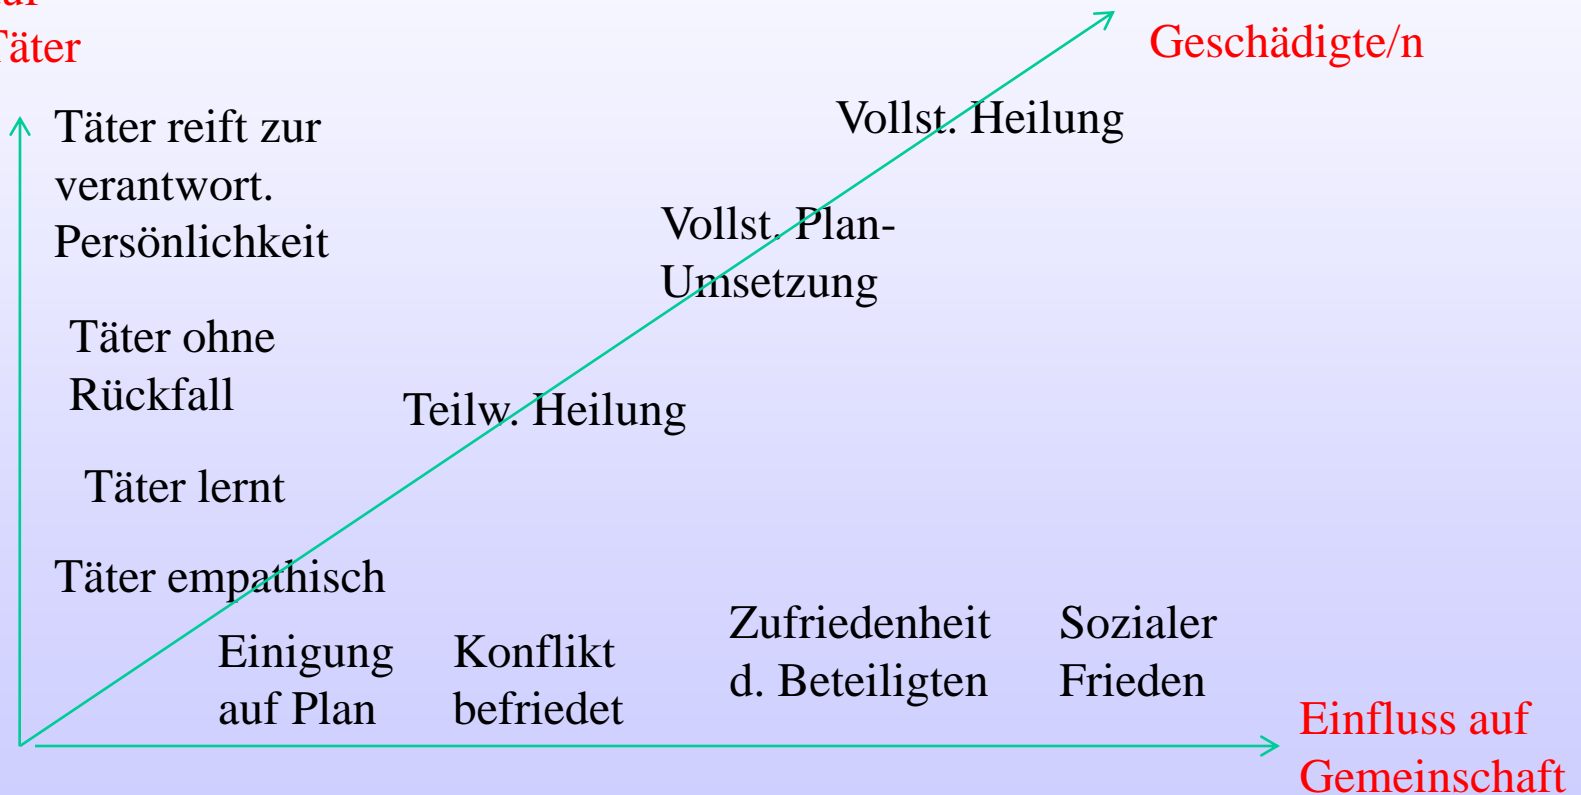 Täter
Geschädigte/n
Täter reift zur
verantwort.
Persönlichkeit
Vollst. Heilung
Vollst. Plan-
Umsetzung
Täter ohne
Rückfall
Teilw. Heilung
Täter lernt
Täter empathisch
Einigung
auf Plan
Konflikt
befriedet
Zufriedenheit
d. Beteiligten
Sozialer
Frieden
Einfluss auf
Gemeinschaft